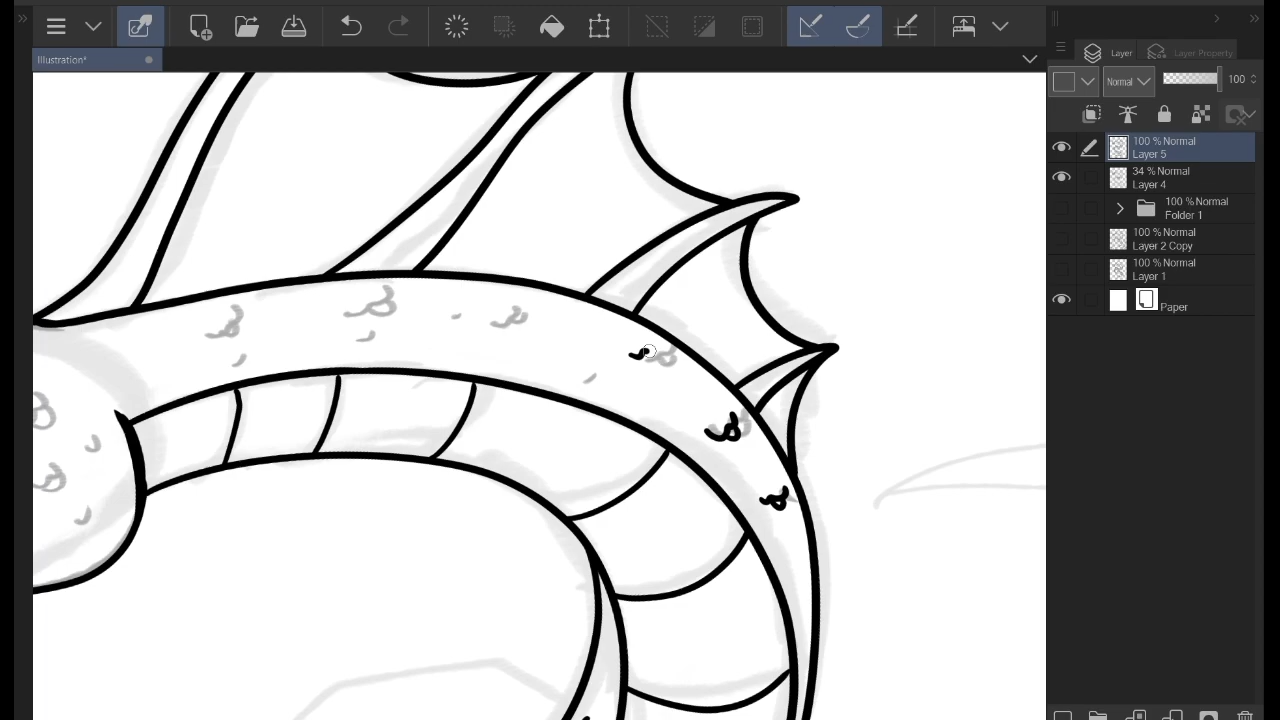 Illustration*
Layer
Layer Property
Normal
100
100 % Normal
Layer 5
34 % Normal
Layer 4
100 % Normal
Folder 1
100 % Normal
Layer 2 Copy
100 % Normal
Layer 1
Paper